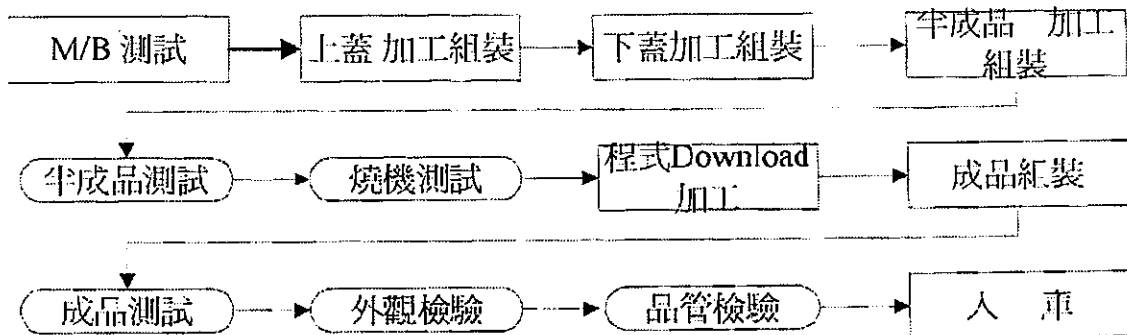 M/B 測試
上蓋 加工組裝
下蓋加工組裝
半成品 加工
組裝
半成品測試
燒機測試
程式Download
加工
成品組裝
成品測試
外觀檢驗
品管檢驗
入 庫